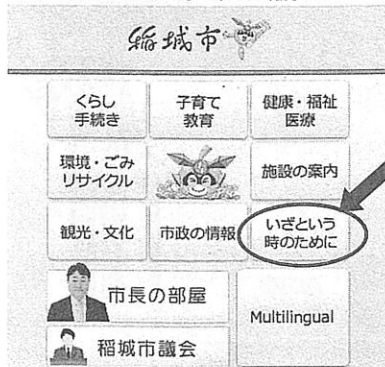 稲城市
くらし
手続き
子育て
教育
健康・福祉
医療
環境・ごみ
リサイクル
施設の案内
観光・文化
市政の情報
いざという
時のために
市長の部屋
Multilingual
稲城市議会